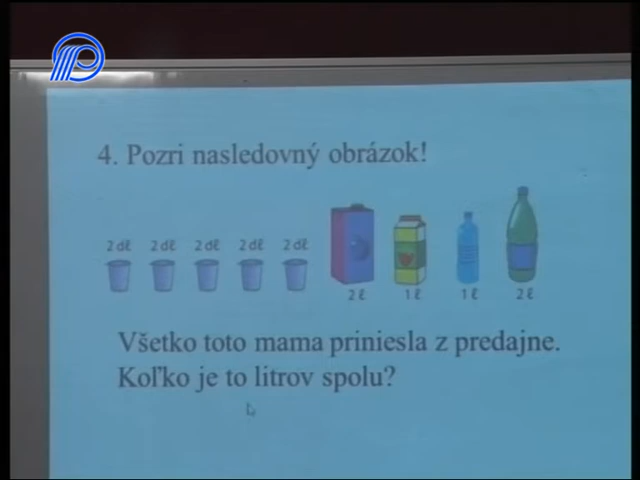 4. Pozri nasledovný obrázok!
2 dℓ 2 dℓ 2 dℓ 2 dℓ 2 dℓ
2 ℓ 1 ℓ 1 ℓ 2 ℓ
Všetko toto mama priniesla z predajne.
Koľko je to litrov spolu?